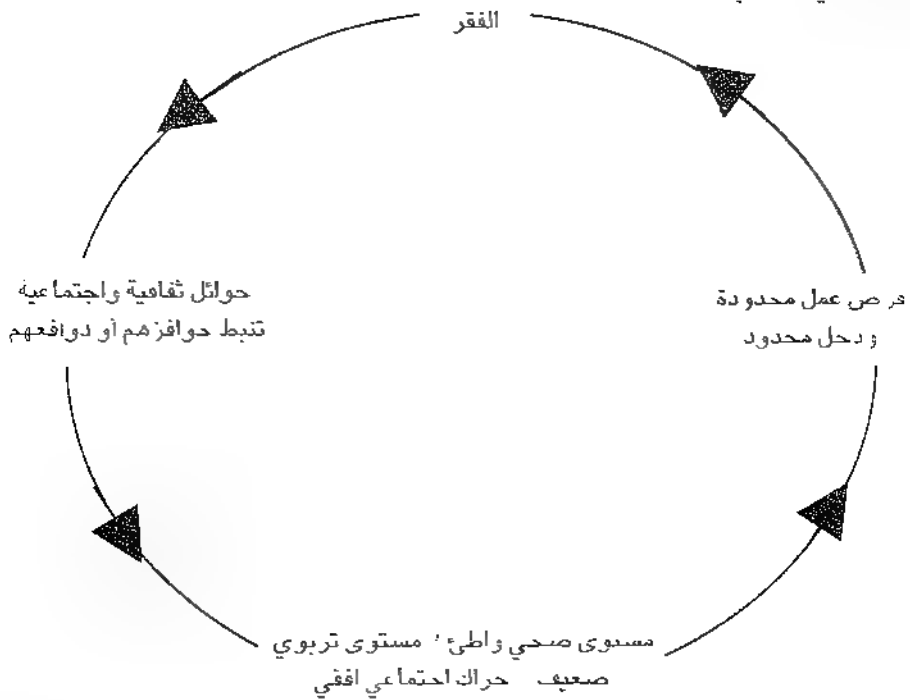 الفقر
حوائل ثقافية واجتماعية
تثبط حوافزهم أو دوافعهم
فرص عمل محدودة
ودخل محدود
مستوى صحي واطئ، مستوى تربوي
ضعيف حراك اجتماعي افقي